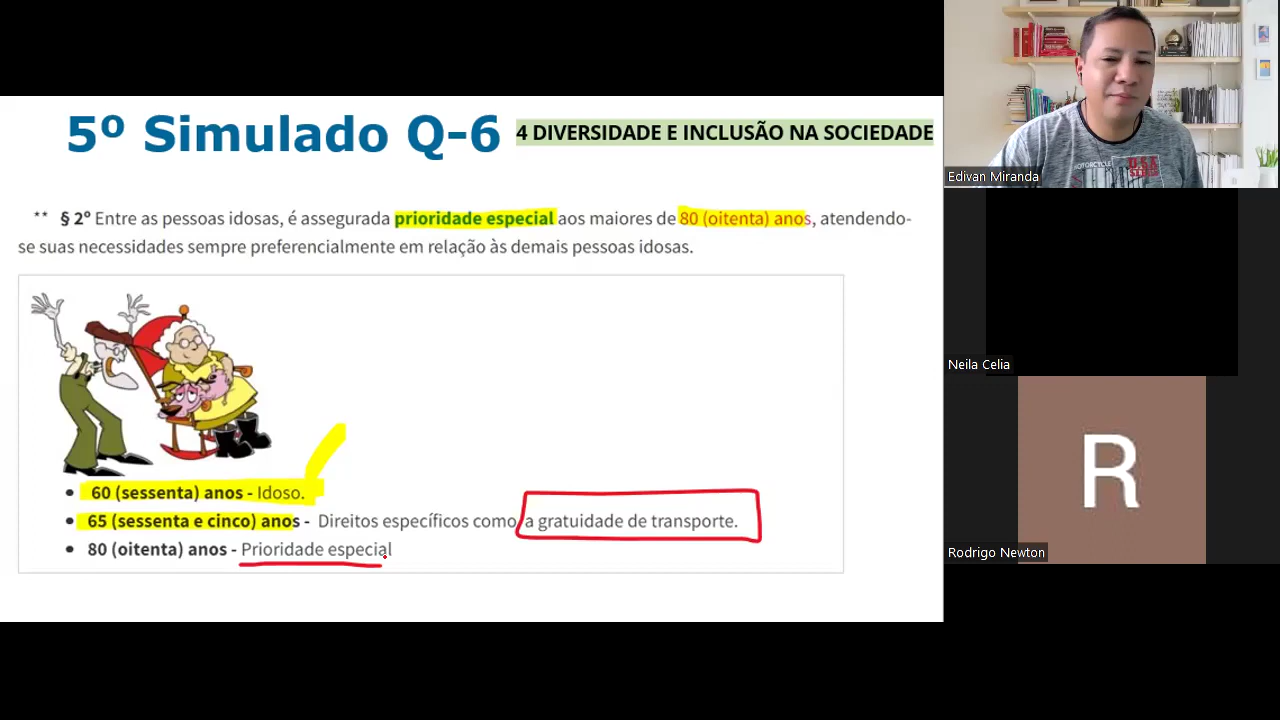 5º Simulado Q-6
4 DIVERSIDADE E INCLUSÃO NA SOCIEDADE
** § 2º Entre as pessoas idosas, é assegurada prioridade especial aos maiores de 80 (oitenta) anos, atendendo-
se suas necessidades sempre preferencialmente em relação às demais pessoas idosas.
• 60 (sessenta) anos - Idoso.
• 65 (sessenta e cinco) anos - Direitos específicos como a gratuidade de transporte.
• 80 (oitenta) anos - Prioridade especial
MOTORCYCLE
USA
Edivan Miranda
Neila Celia
R
Rodrigo Newton